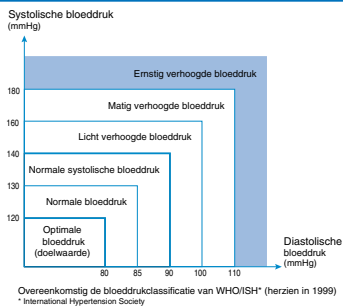 Systolische bloeddruk
(mmHg)
Ernstig verhoogde bloeddruk
180
Matig verhoogde bloeddruk
160
Licht verhoogde bloeddruk
140
Normale systolische bloeddruk
130
Normale bloeddruk
120
Optimale
bloeddruk
(doelwaarde)
Diastolische
bloeddruk
(mmHg)
80 85 90 100 110
Overeenkomstig de bloeddrukclassificatie van WHO/ISH* (herzien in 1999)
* International Hypertension Society